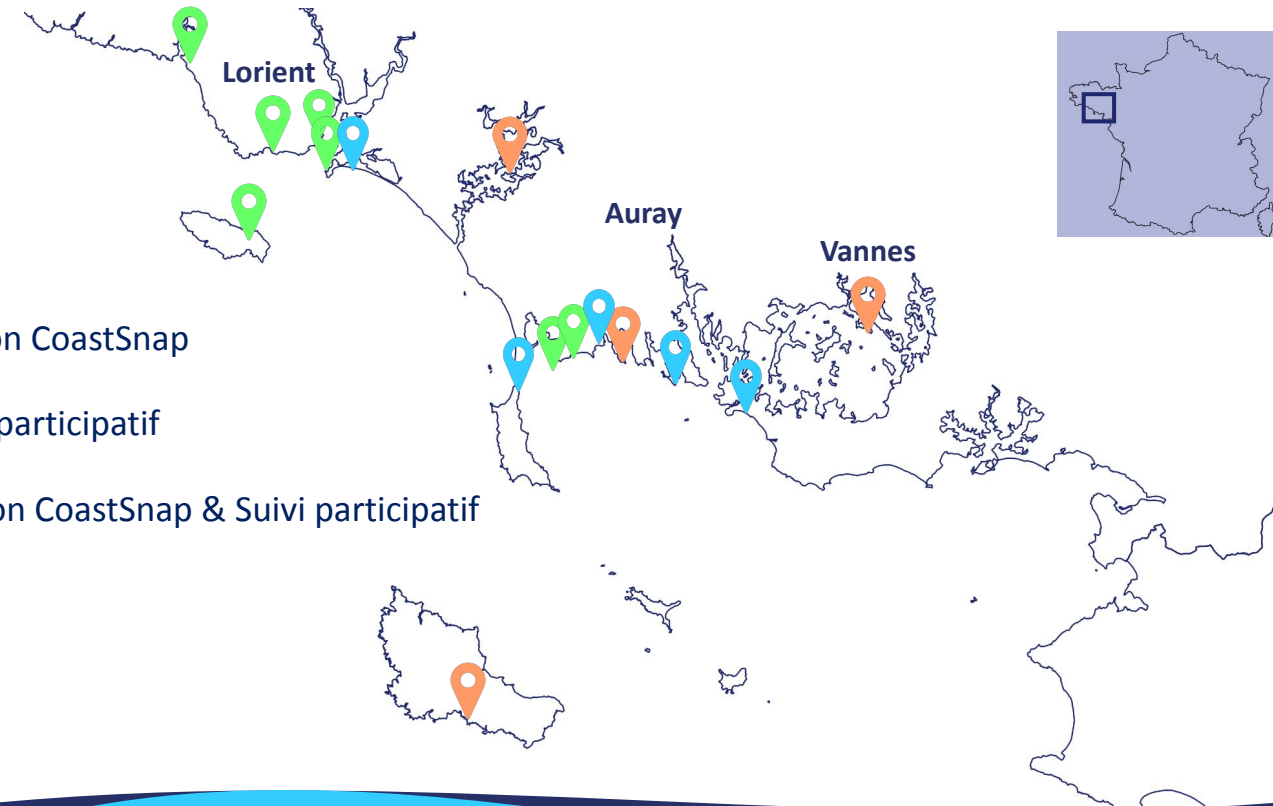 Lorient
Auray
Vannes
on CoastSnap
participatif
on CoastSnap & Suivi participatif